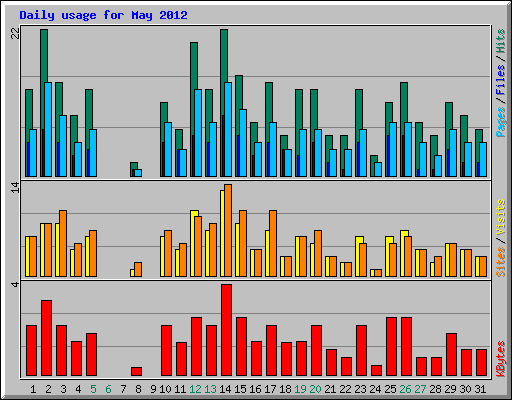 Daily usage for May 2012
22
Pages / Files / Hits
14
Sites / Visits
4
KBytes
1 2 3 4 5 6 7 8 9 10 11 12 13 14 15 16 17 18 19 20 21 22 23 24 25 26 27 28 29 30 31